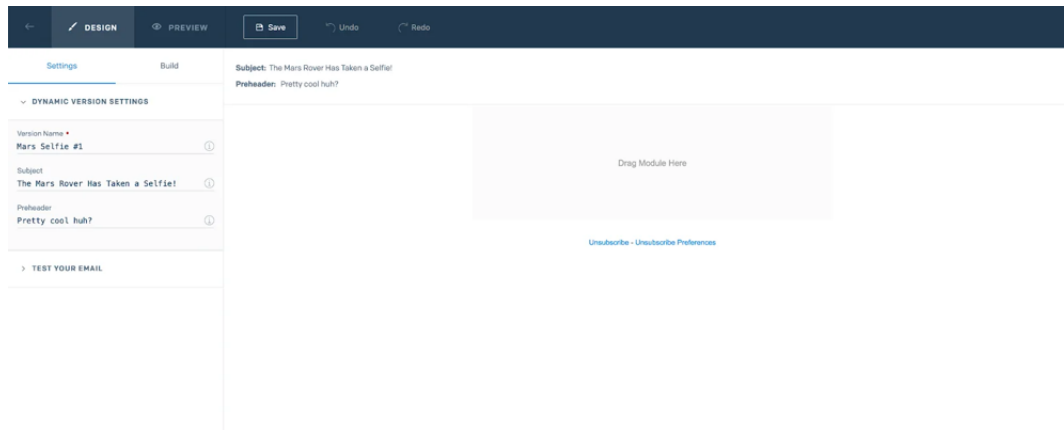 DESIGN PREVIEW Save Undo Redo
Settings Build
DYNAMIC VERSION SETTINGS
Version Name
Mars Selfie #1
Subject
The Mars Rover Has Taken a Selfie!
Preheader
Pretty cool huh?
TEST YOUR EMAIL
Subject: The Mars Rover Has Taken a Selfie!
Preheader: Pretty cool huh?
Drag Module Here
Unsubscribe - Unsubscribe Preferences